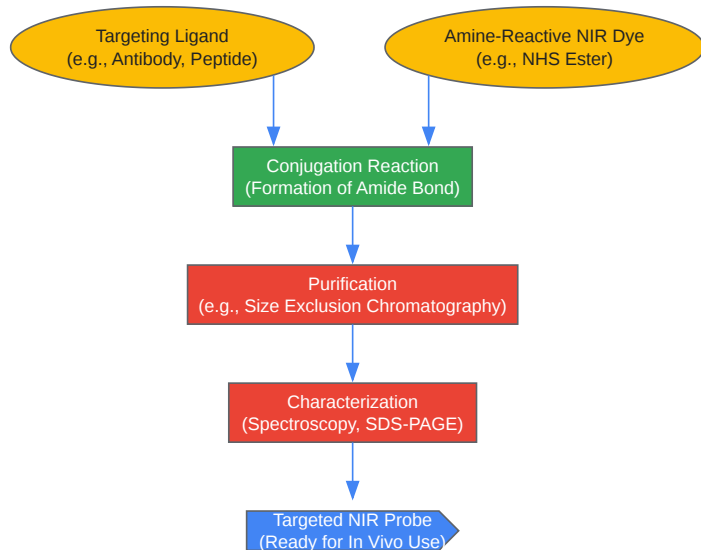 Targeting Ligand
(e.g., Antibody, Peptide)
Amine-Reactive NIR Dye
(e.g., NHS Ester)
Conjugation Reaction
(Formation of Amide Bond)
Purification
(e.g., Size Exclusion Chromatography)
Characterization
(Spectroscopy, SDS-PAGE)
Targeted NIR Probe
(Ready for In Vivo Use)